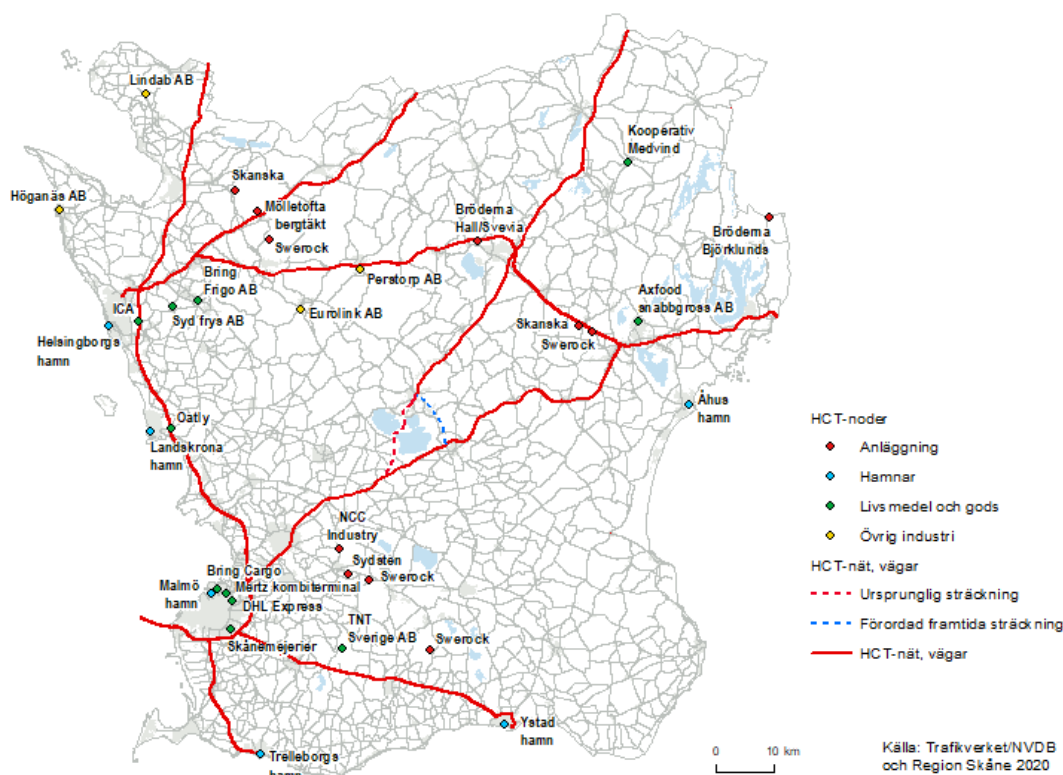 Lindab AB
Kooperativ
Medvind
Skanska
Höganäs AB
Mölletofta
bergtäkt
Bröderna
Hall/Svevia
Bröderna
Björklunds
Swerock
Bring
Frigo AB
Perstorp AB
ICA
Syd frys AB
Eurolink AB
Axfood
snabbgross AB
Skanska
Swerock
Helsingborgs
hamn
Åhus
hamn
Oatly
Landskrona
hamn
NCC
Industry
Sydsten
Swerock
Bring Cargo
Malmö
hamn
Mertz kombiterminal
DHL Express
TNT
Sverige AB
Swerock
Skånemejerier
Ystad
hamn
Trelleborgs
hamn
HCT-noder
Anläggning
Hamnar
Livsmedel och gods
Övrig industri
HCT-nät, vägar
Ursprunglig sträckning
Förordad framtida sträckning
HCT-nät, vägar
0 10 km
Källa: Trafikverket/NVDB
och Region Skåne 2020